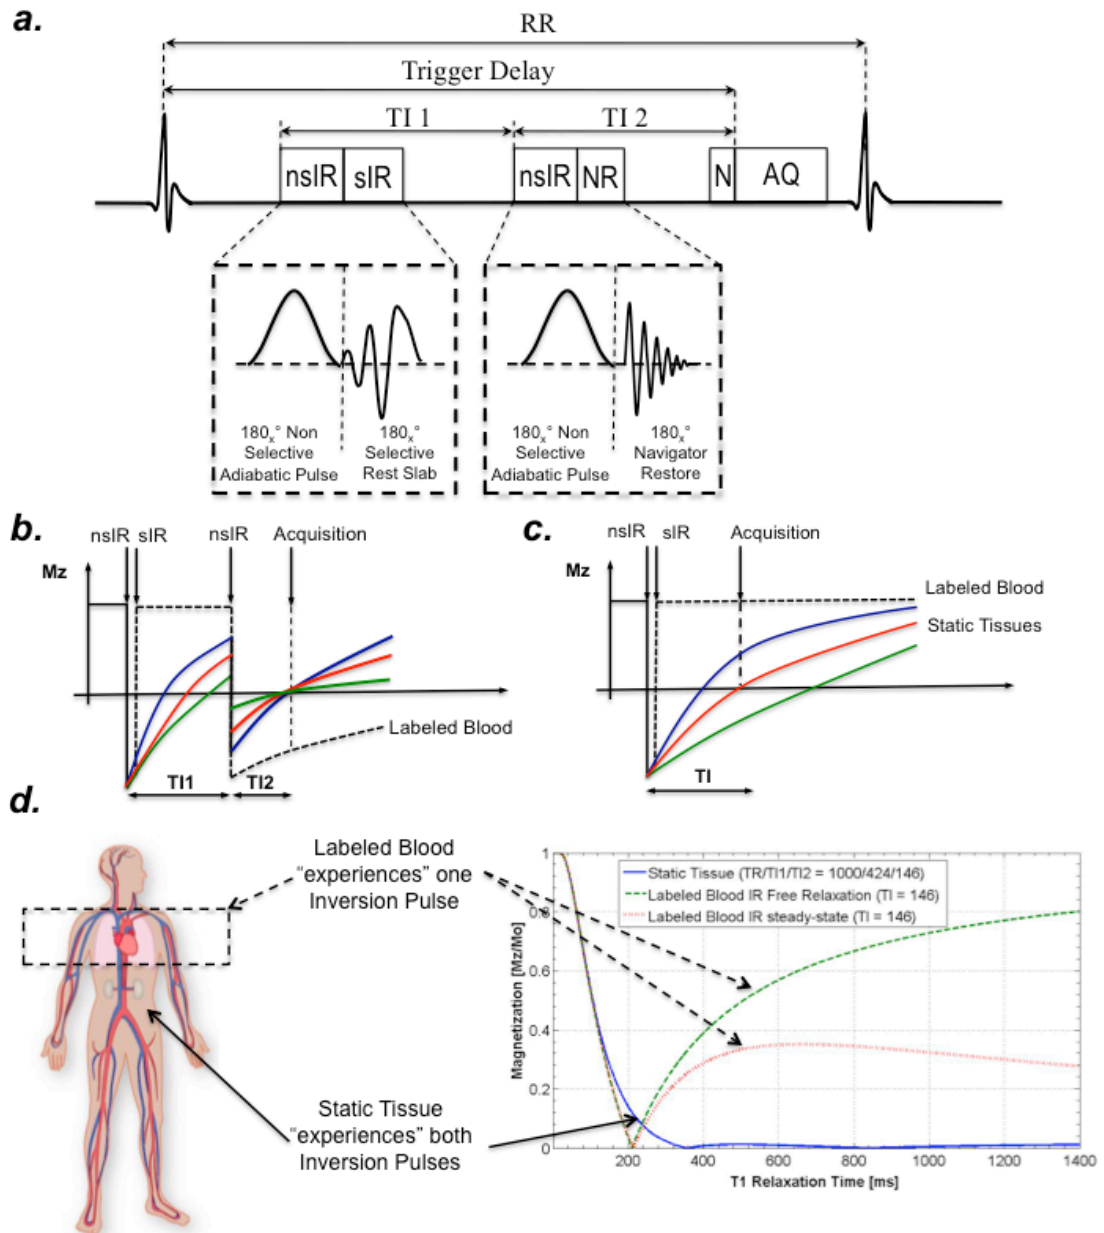 a.
RR
Trigger Delay
TI 1
TI 2
nsIR
sIR
nsIR
NR
N
AQ
180x° Non
Selective
Adiabatic Pulse
180x°
Selective
Rest Slab
180x° Non
Selective
Adiabatic Pulse
180x°
Navigator
Restore
b.
nsIR
sIR
nsIR
Acquisition
Mz
Labeled Blood
TI1
TI2
c.
nsIR
sIR
Acquisition
Mz
Labeled Blood
Static Tissues
TI
d.
Labeled Blood
"experiences" one
Inversion Pulse
Static Tissue
"experiences" both
Inversion Pulses
Static Tissue (TR/TI1/TI2 = 1000/424/146)
Labeled Blood IR Free Relaxation (TI = 146)
Labeled Blood IR steady-state (TI = 146)
Magnetization [Mz/Mo]
1
0.8
0.6
0.4
0.2
0
200
400
600
800
1000
1200
1400
T1 Relaxation Time [ms]